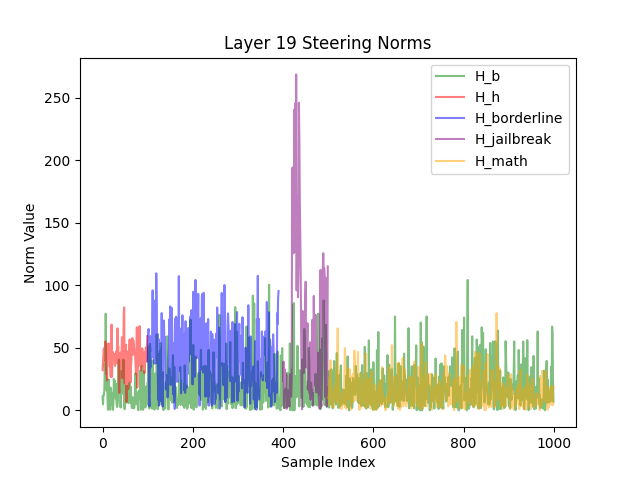 Layer 19 Steering Norms
H_b
H_h
H_borderline
H_jailbreak
H_math
Norm Value
250
200
150
100
50
0
0
200
400
600
800
1000
Sample Index